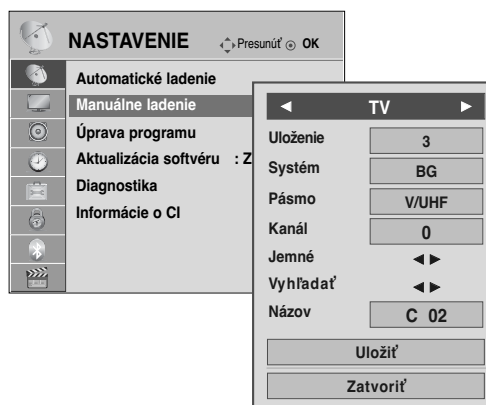 NASTAVENIE Presunúť OK
Automatické ladenie
Manuálne ladenie
Úprava programu
Aktualizácia softvéru : Z
Diagnostika
Informácie o CI
TV
Uloženie 3
Systém BG
Pásmo V/UHF
Kanál 0
Jemné
Vyhľadať
Názov C 02
Uložiť
Zatvoriť